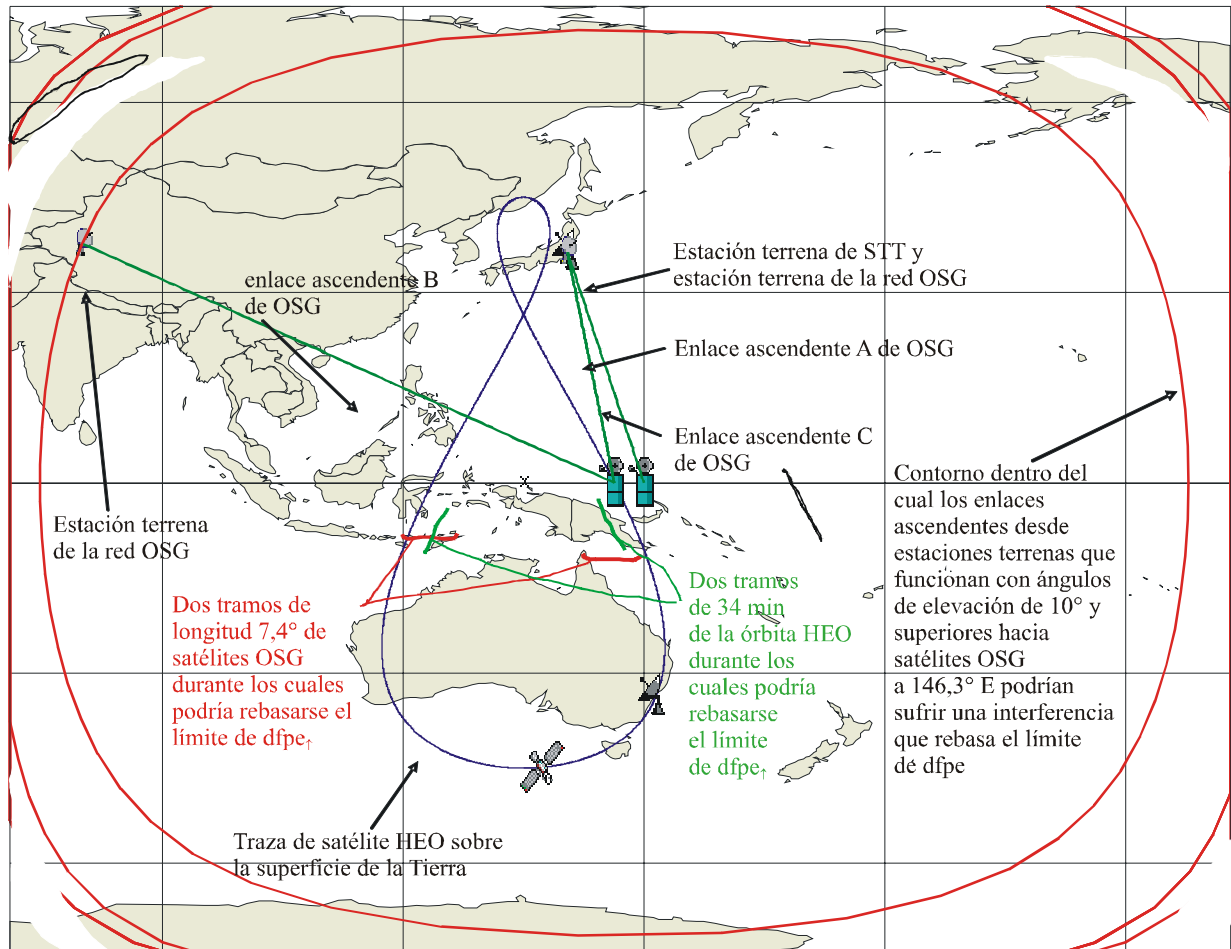 Estación terrena de STT y
estación terrena de la red OSG
enlace ascendente B
de OSG
Enlace ascendente A de OSG
Enlace ascendente C
de OSG
Estación terrena
de la red OSG
Contorno dentro del
cual los enlaces
ascendentes desde
estaciones terrenas que
funcionan con ángulos
de elevación de 10° y
superiores hacia
satélites OSG
a 146,3° E podrían
sufrir una interferencia
que rebasa el límite
de dfpe
Dos tramos de
longitud 7,4° de
satélites OSG
durante los cuales
podría rebasarse el
límite de dfpe↑
Dos tramos
de 34 min
de la órbita HEO
durante los
cuales podría
rebasarse
el límite
de dfpe↑
Traza de satélite HEO sobre
la superficie de la Tierra